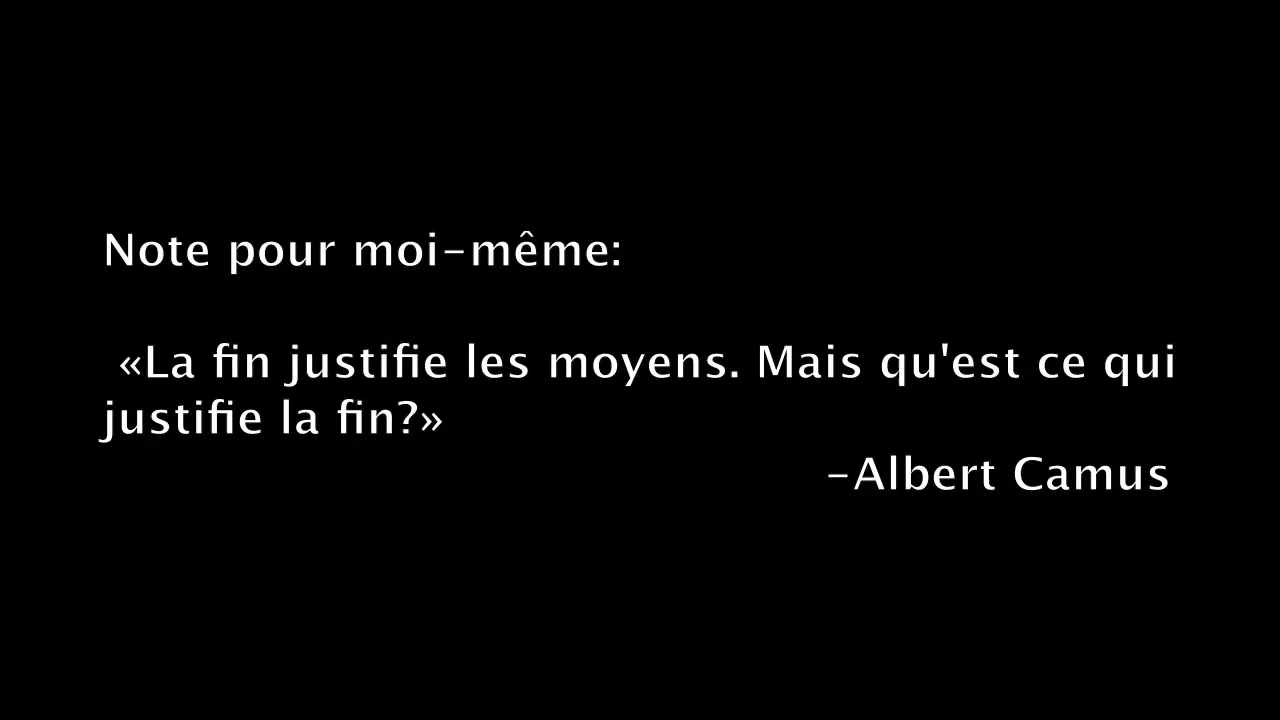 Note pour moi-même:
«La fin justifie les moyens. Mais qu'est ce qui
justifie la fin?»
-Albert Camus